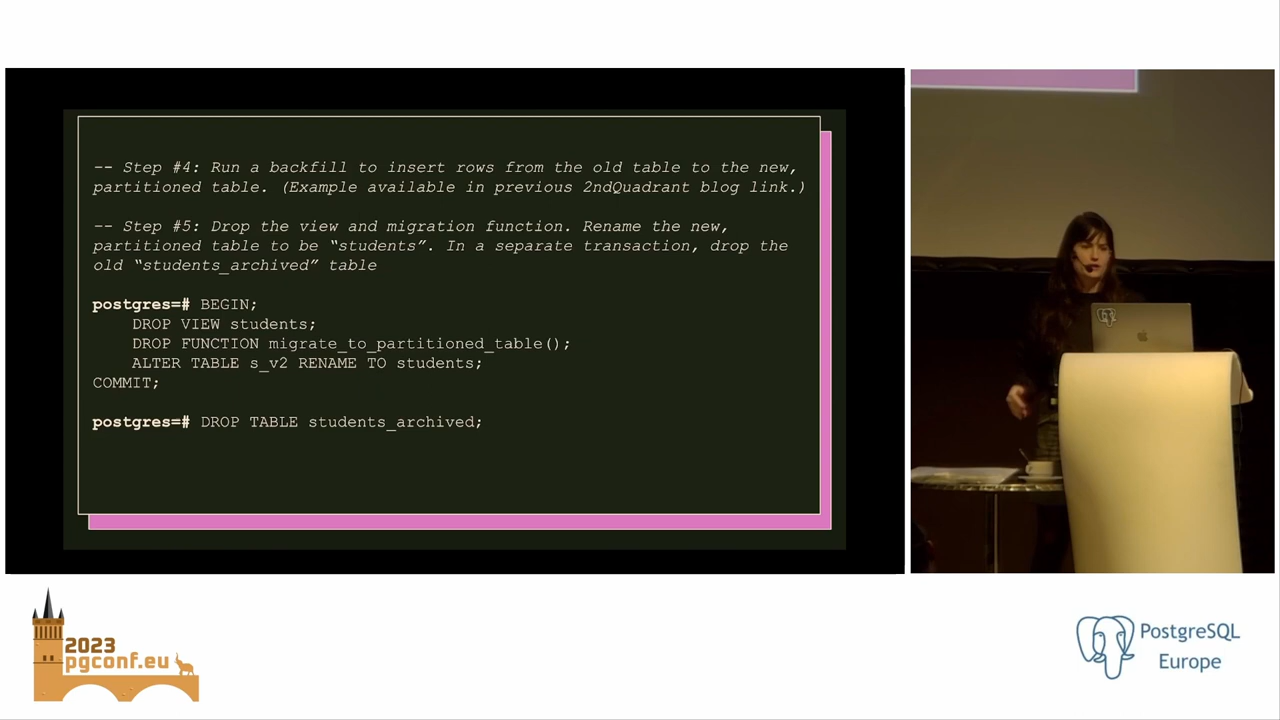 -- Step #4: Run a backfill to insert rows from the old table to the new,
partitioned table. (Example available in previous 2ndQuadrant blog link.)
-- Step #5: Drop the view and migration function. Rename the new,
partitioned table to be “students”. In a separate transaction, drop the
old “students_archived” table
postgres=# BEGIN;
DROP VIEW students;
DROP FUNCTION migrate_to_partitioned_table();
ALTER TABLE s_v2 RENAME TO students;
COMMIT;
postgres=# DROP TABLE students_archived;
2023
pgconf.eu
PostgreSQL
Europe